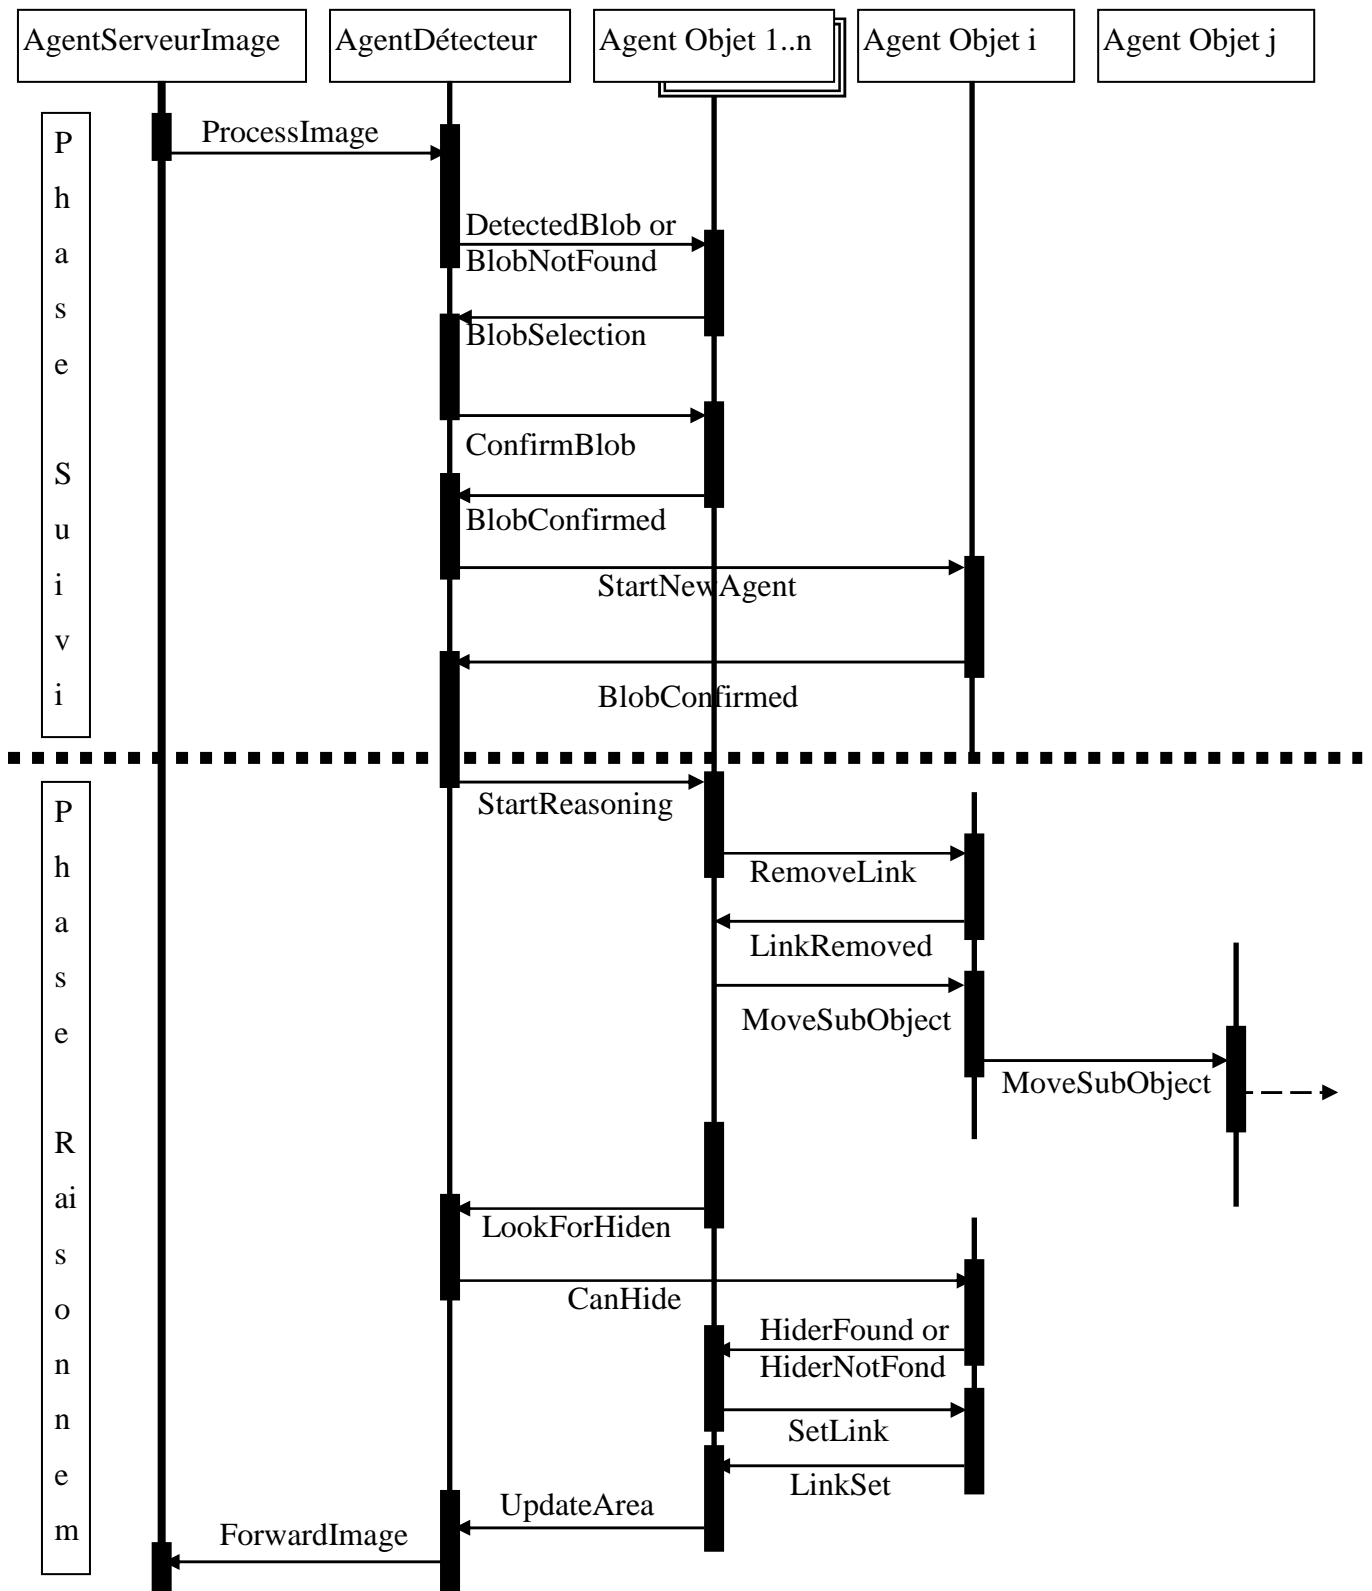 AgentServeurImage
AgentDétecteur
Agent Objet 1..n
Agent Objet i
Agent Objet j
P
h
a
s
e
S
u
i
v
i
ProcessImage
DetectedBlob or
BlobNotFound
BlobSelection
ConfirmBlob
BlobConfirmed
StartNewAgent
BlobConfirmed
P
h
a
s
e
R
ai
s
o
n
n
e
m
StartReasoning
RemoveLink
LinkRemoved
MoveSubObject
MoveSubObject
LookForHiden
CanHide
HiderFound or
HiderNotFond
SetLink
LinkSet
UpdateArea
ForwardImage